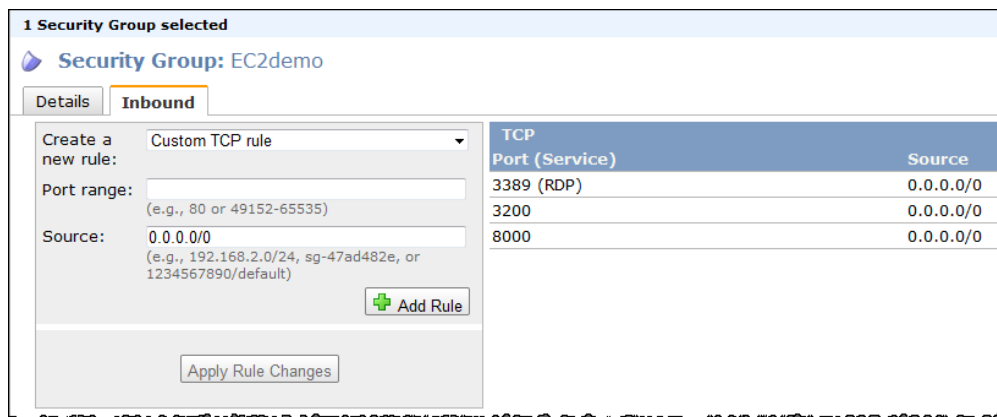 1 Security Group selected
Security Group: EC2demo
Details Inbound
Create a new rule: Custom TCP rule
Port range:
(e.g., 80 or 49152-65535)
Source: 0.0.0.0/0
(e.g., 192.168.2.0/24, sg-47ad482e, or
1234567890/default)
Add Rule
Apply Rule Changes
TCP
Port (Service) Source
3389 (RDP) 0.0.0.0/0
3200 0.0.0.0/0
8000 0.0.0.0/0